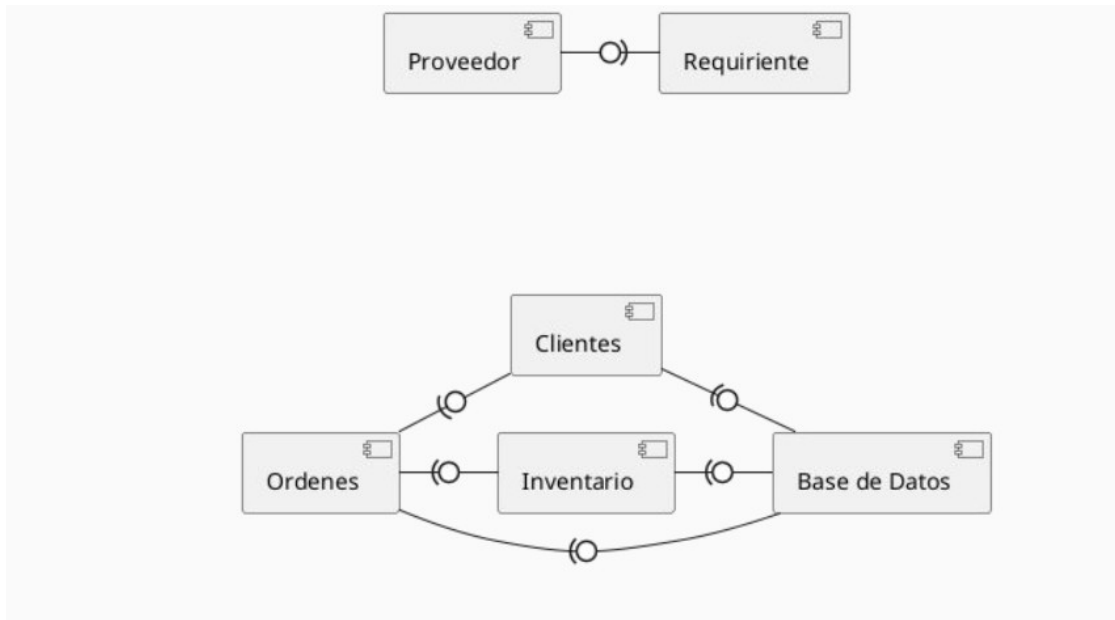 Proveedor
Requiriente
Clientes
Ordenes
Inventario
Base de Datos